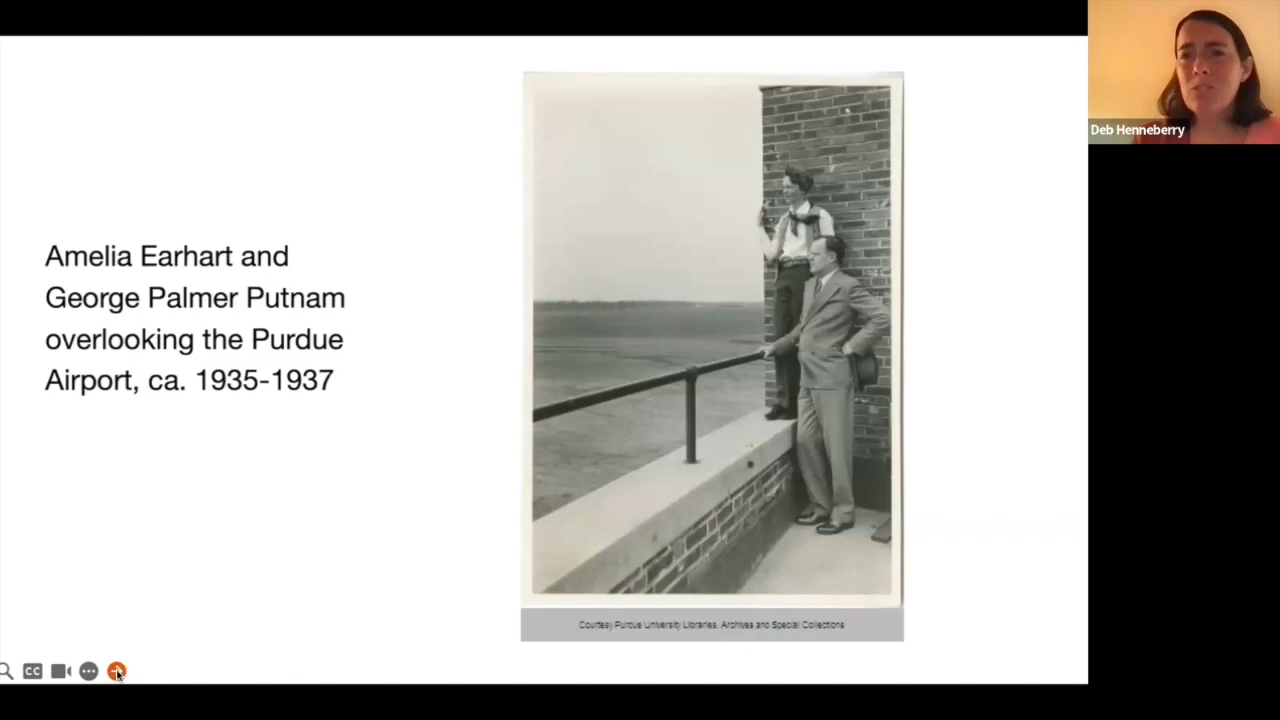 Deb Henneberry
Amelia Earhart and
George Palmer Putnam
overlooking the Purdue
Airport, ca. 1935-1937
Courtesy Purdue University Libraries, Archives and Special Collections
CC